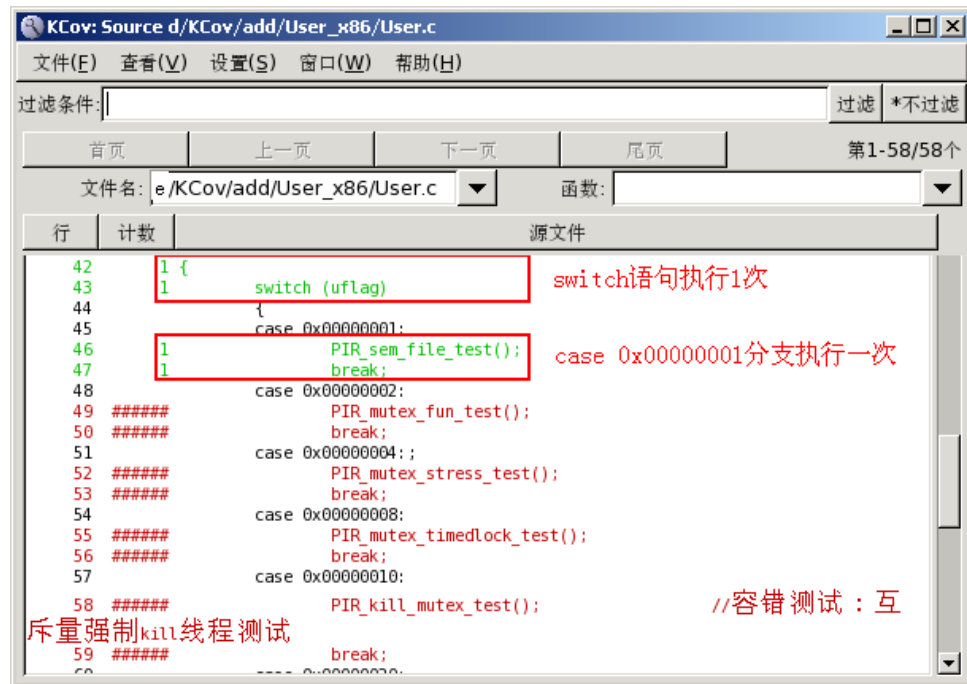 KCov: Source d/KCov/add/User_x86/User.c
文件(F) 查看(V) 设置(S) 窗口(W) 帮助(H)
过滤条件: 过滤 *不过滤
首页 上一页 下一页 尾页 第1-58/58个
文件名: e/KCov/add/User_x86/User.c 函数:
行 计数 源文件
42 1 {
43 1 switch (uflag)
switch语句执行1次
44 {
45 case 0x00000001:
46 1 PIR_sem_file_test();
47 1 break;
case 0x00000001分支执行一次
48 case 0x00000002:
49 ###### PIR_mutex_fun_test();
50 ###### break;
51 case 0x00000004:;
52 ###### PIR_mutex_stress_test();
53 ###### break;
54 case 0x00000008:
55 ###### PIR_mutex_timedlock_test();
56 ###### break;
57 case 0x00000010:
58 ###### PIR_kill_mutex_test(); //容错测试：互
斥量强制kill线程测试
59 ###### break;